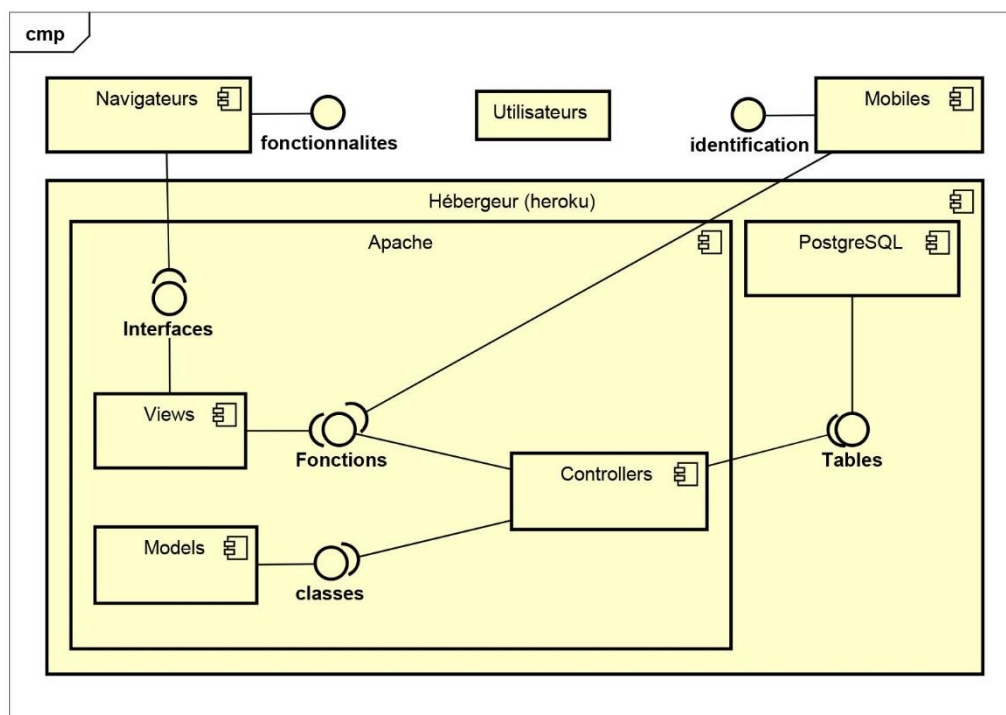 cmp
Navigateurs
fonctionnalites
Utilisateurs
identification
Mobiles
Hébergeur (heroku)
Apache
PostgreSQL
Interfaces
Views
Fonctions
Controllers
Tables
Models
classes